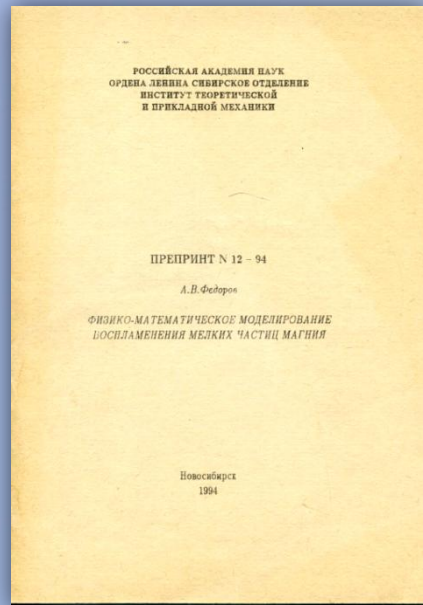 РОССИЙСКАЯ АКАДЕМИЯ НАУК
ОРДЕНА ЛЕНИНА СИБИРСКОЕ ОТДЕЛЕНИЕ
ИНСТИТУТ ТЕОРЕТИЧЕСКОЙ
И ПРИКЛАДНОЙ МЕХАНИКИ
ПРЕПРИНТ N 12 – 94
А.В.Федоров
ФИЗИКО-МАТЕМАТИЧЕСКОЕ МОДЕЛИРОВАНИЕ
ВОСПЛАМЕНЕНИЯ МЕЛКИХ ЧАСТИЦ МАГНИЯ
Новосибирск
1994